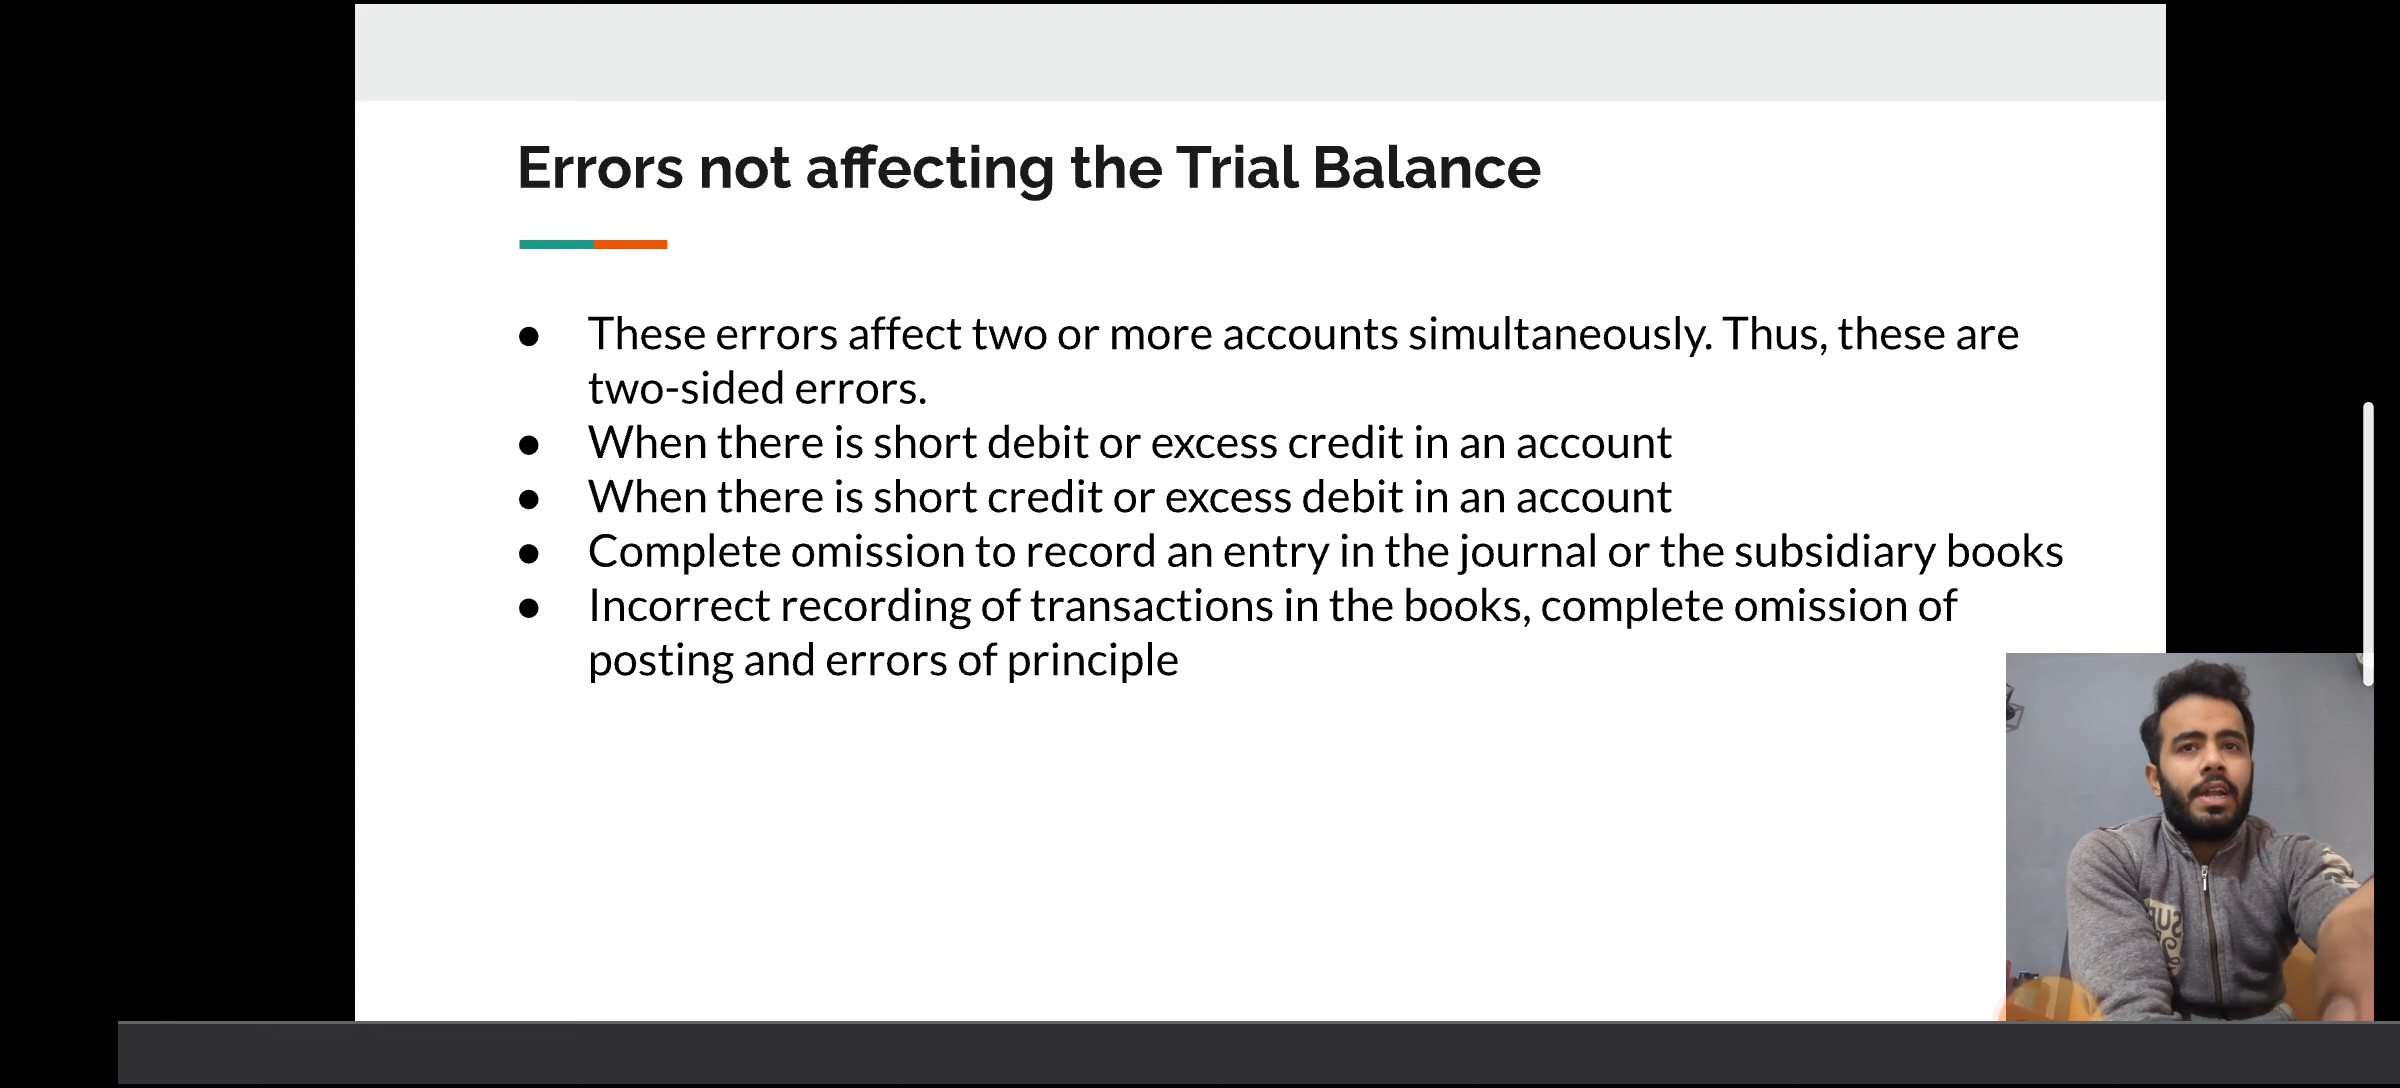 Errors not affecting the Trial Balance
● These errors affect two or more accounts simultaneously. Thus, these are
two-sided errors.
● When there is short debit or excess credit in an account
● When there is short credit or excess debit in an account
● Complete omission to record an entry in the journal or the subsidiary books
● Incorrect recording of transactions in the books, complete omission of
posting and errors of principle